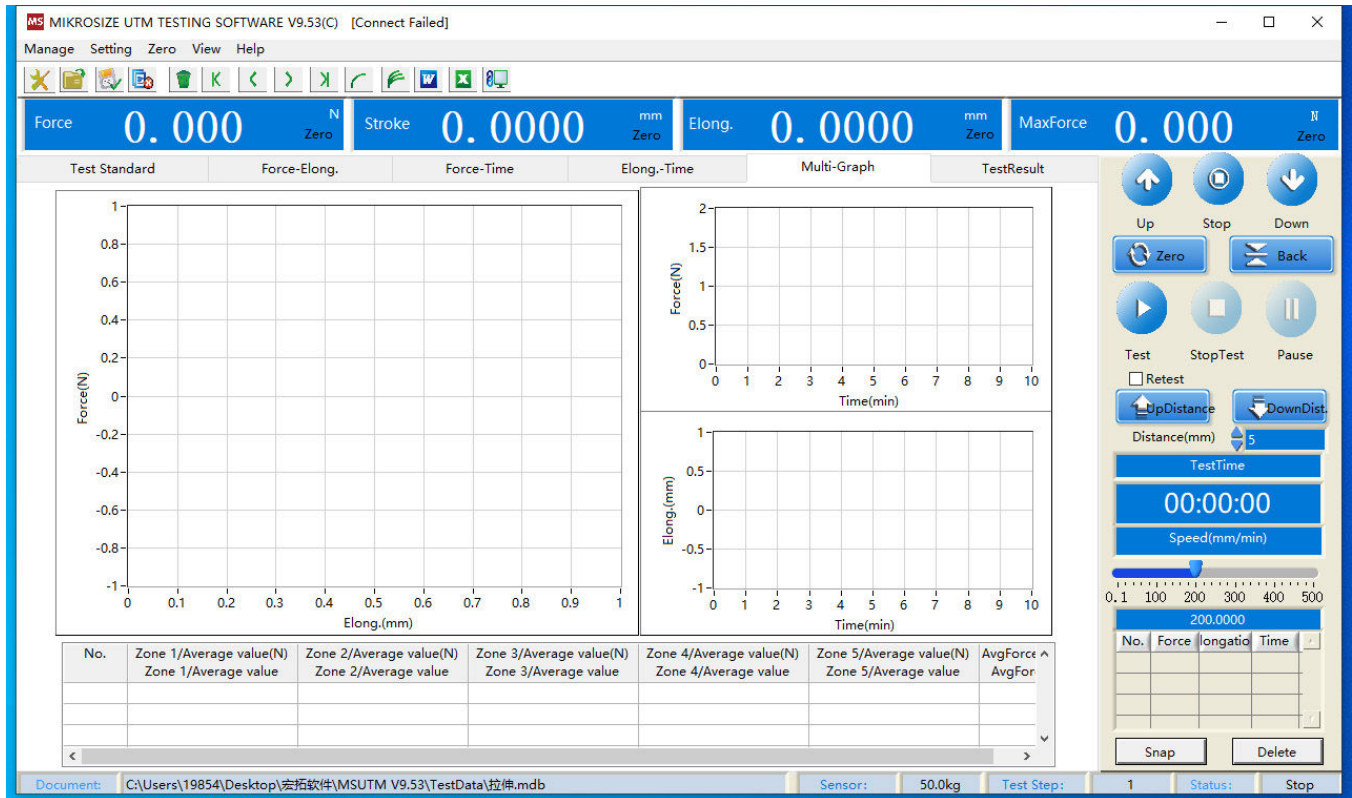 MS MIKROSIZE UTM TESTING SOFTWARE V9.53(C) [Connect Failed]
Manage Setting Zero View Help
Force 0.000 N Zero Stroke 0.0000 mm Zero Elong. 0.0000 mm Zero MaxForce 0.000 N Zero
Test Standard Force-Elong. Force-Time Elong.-Time Multi-Graph TestResult
1
0.8
0.6
0.4
0.2
0
-0.2
-0.4
-0.6
-0.8
-1
Force(N)
0 0.1 0.2 0.3 0.4 0.5 0.6 0.7 0.8 0.9 1
Elong.(mm)
2
1.5
1
0.5
0
Force(N)
0 1 2 3 4 5 6 7 8 9 10
Time(min)
1
0.5
0
-0.5
-1
Elong.(mm)
0 1 2 3 4 5 6 7 8 9 10
Time(min)
No. Zone 1/Average value(N) Zone 2/Average value(N) Zone 3/Average value(N) Zone 4/Average value(N) Zone 5/Average value(N) AvgForce
Zone 1/Average value Zone 2/Average value Zone 3/Average value Zone 4/Average value Zone 5/Average value AvgFor
Up Stop Down
Zero Back
Test StopTest Pause
Retest
UpDistance DownDist.
Distance(mm) 5
TestTime
00:00:00
Speed(mm/min)
0.1 100 200 300 400 500
200.0000
No. Force longatio Time
Snap Delete
Document: C:\Users\19854\Desktop\宏拓软件\MSUTM V9.53\TestData\拉伸.mdb Sensor: 50.0kg Test Step: 1 Status: Stop